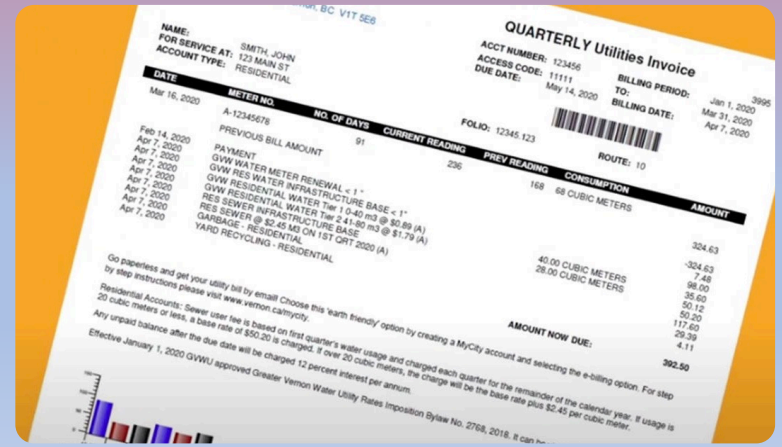 BC V1T 5E6
QUARTERLY Utilities Invoice
3995
NAME: SMITH, JOHN
FOR SERVICE AT: 123 MAIN ST
ACCOUNT TYPE: RESIDENTIAL
ACCT NUMBER: 123456
ACCESS CODE: 11111
DUE DATE: May 14, 2020
BILLING PERIOD: Jan 1, 2020
TO: Mar 31, 2020
BILLING DATE: Apr 7, 2020
FOLIO: 12345.123
ROUTE: 10
DATE METER NO. NO. OF DAYS CURRENT READING PREV READING CONSUMPTION AMOUNT
Mar 16, 2020 A-12345678 91 236 168 68 CUBIC METERS
PREVIOUS BILL AMOUNT 324.63
Feb 14, 2020 PAYMENT -324.63
Apr 7, 2020 GVW WATER METER RENEWAL < 1" 7.48
Apr 7, 2020 GVW RES WATER INFRASTRUCTURE BASE < 1" 98.00
Apr 7, 2020 GVW RESIDENTIAL WATER Tier 1 0-40 m3 @ $0.89 (A) 40.00 CUBIC METERS 35.60
Apr 7, 2020 GVW RESIDENTIAL WATER Tier 2 41-80 m3 @ $1.79 (A) 28.00 CUBIC METERS 50.12
Apr 7, 2020 RES SEWER INFRASTRUCTURE BASE 50.20
Apr 7, 2020 RES SEWER @ $2.45 M3 ON 1ST QRT 2020 (A) 117.60
Apr 7, 2020 GARBAGE - RESIDENTIAL 29.39
Apr 7, 2020 YARD RECYCLING - RESIDENTIAL 4.11
AMOUNT NOW DUE: 392.50
Go paperless and get your utility bill by email! Choose this 'earth friendly' option by creating a MyCity account and selecting the e-billing option. For step
by step instructions please visit www.vernon.ca/mycity.
Residential Accounts: Sewer user fee is based on first quarter's water usage and charged each quarter for the remainder of the calendar year. If usage is
20 cubic meters or less, a base rate of $50.20 is charged. If over 20 cubic meters, the charge will be the base rate plus $2.45 per cubic meter.
Any unpaid balance after the due date will be charged 12 percent interest per annum.
Effective January 1, 2020 GVWU approved Greater Vernon Water Utility Rates Imposition Bylaw No. 2768, 2018. It can